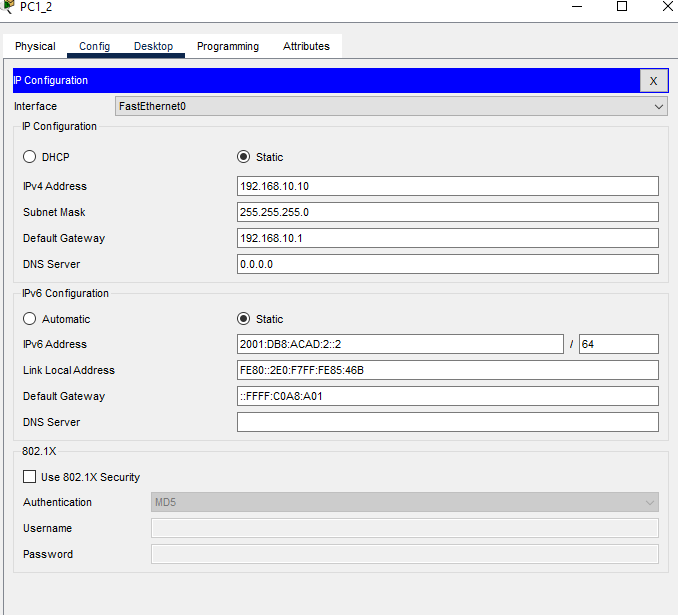 PC1_2
Physical Config Desktop Programming Attributes
IP Configuration X
Interface FastEthernet0
IP Configuration
DHCP Static
IPv4 Address 192.168.10.10
Subnet Mask 255.255.255.0
Default Gateway 192.168.10.1
DNS Server 0.0.0.0
IPv6 Configuration
Automatic Static
IPv6 Address 2001:DB8:ACAD:2::2 / 64
Link Local Address FE80::2E0:F7FF:FE85:46B
Default Gateway ::FFFF:C0A8:A01
DNS Server
802.1X
Use 802.1X Security
Authentication MD5
Username
Password